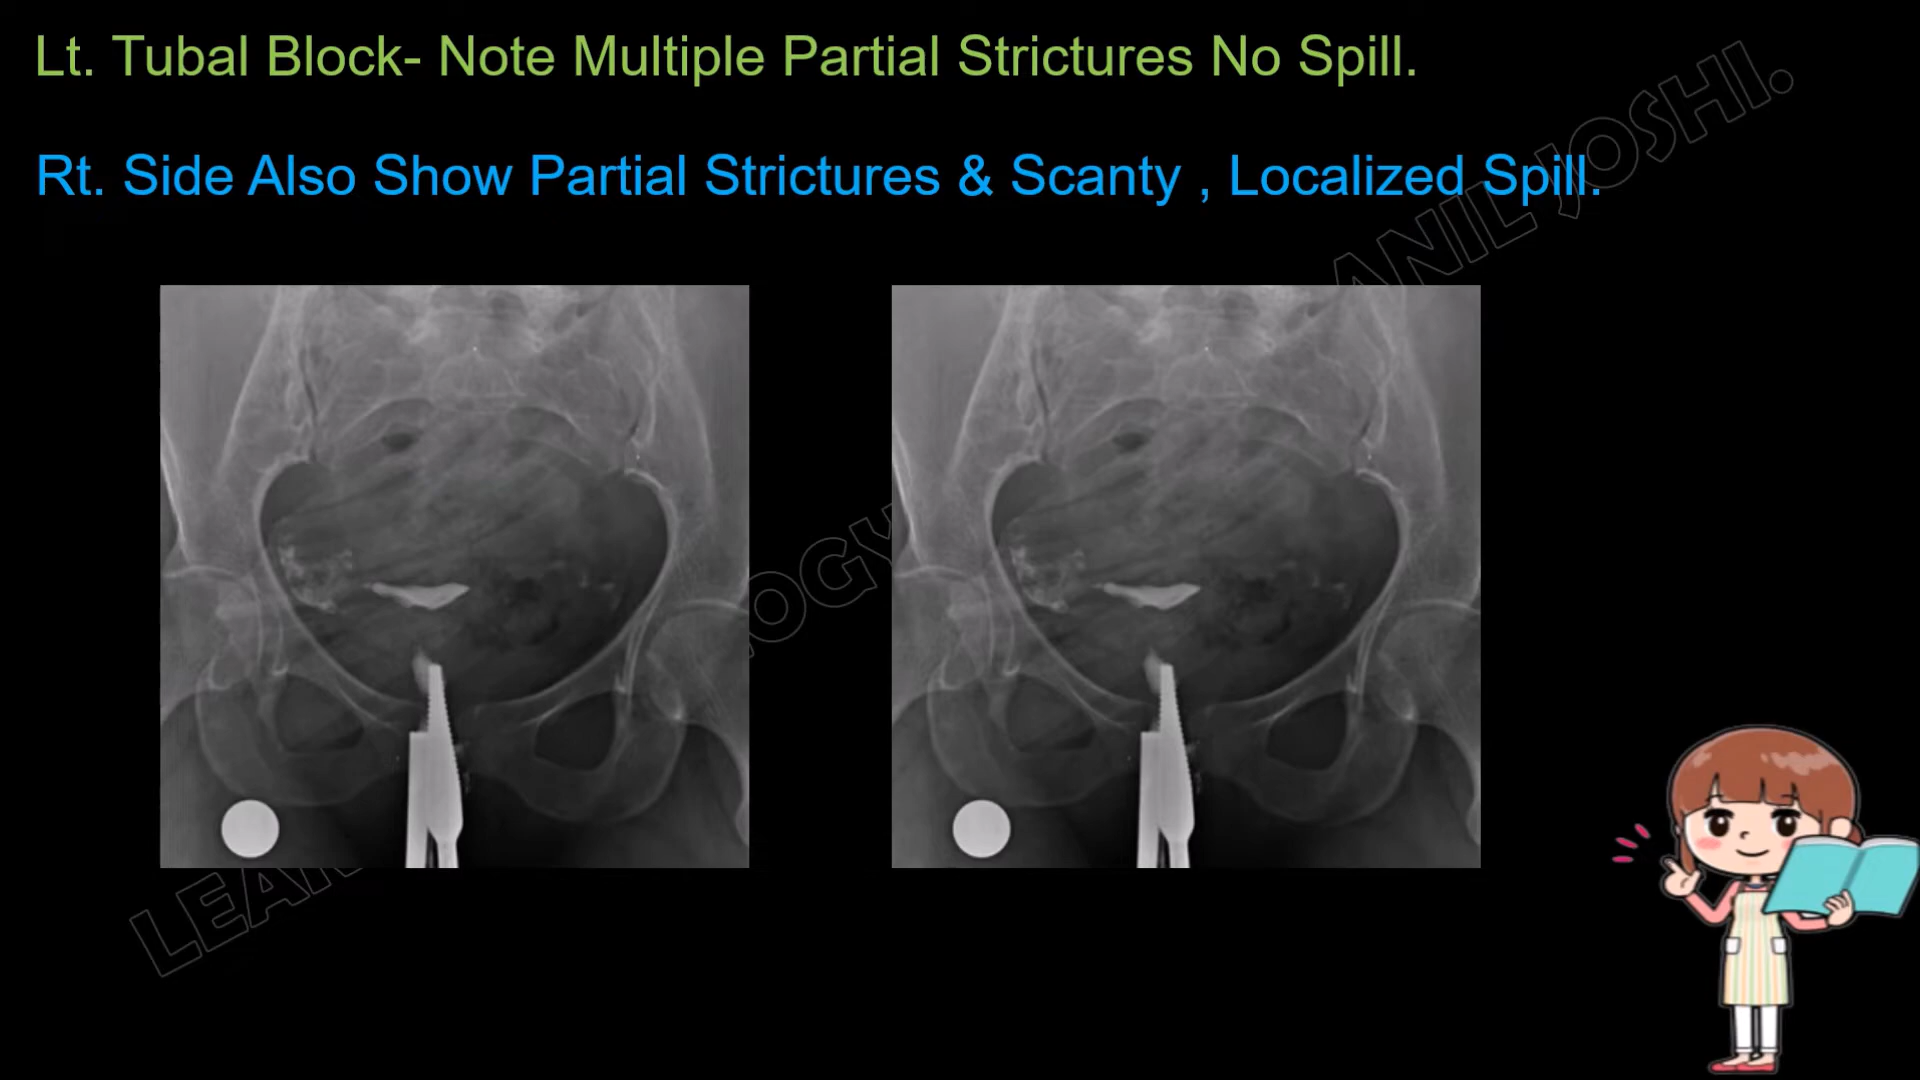 Lt. Tubal Block- Note Multiple Partial Strictures No Spill.
Rt. Side Also Show Partial Strictures & Scanty , Localized Spill.
ANIL JOSHI.